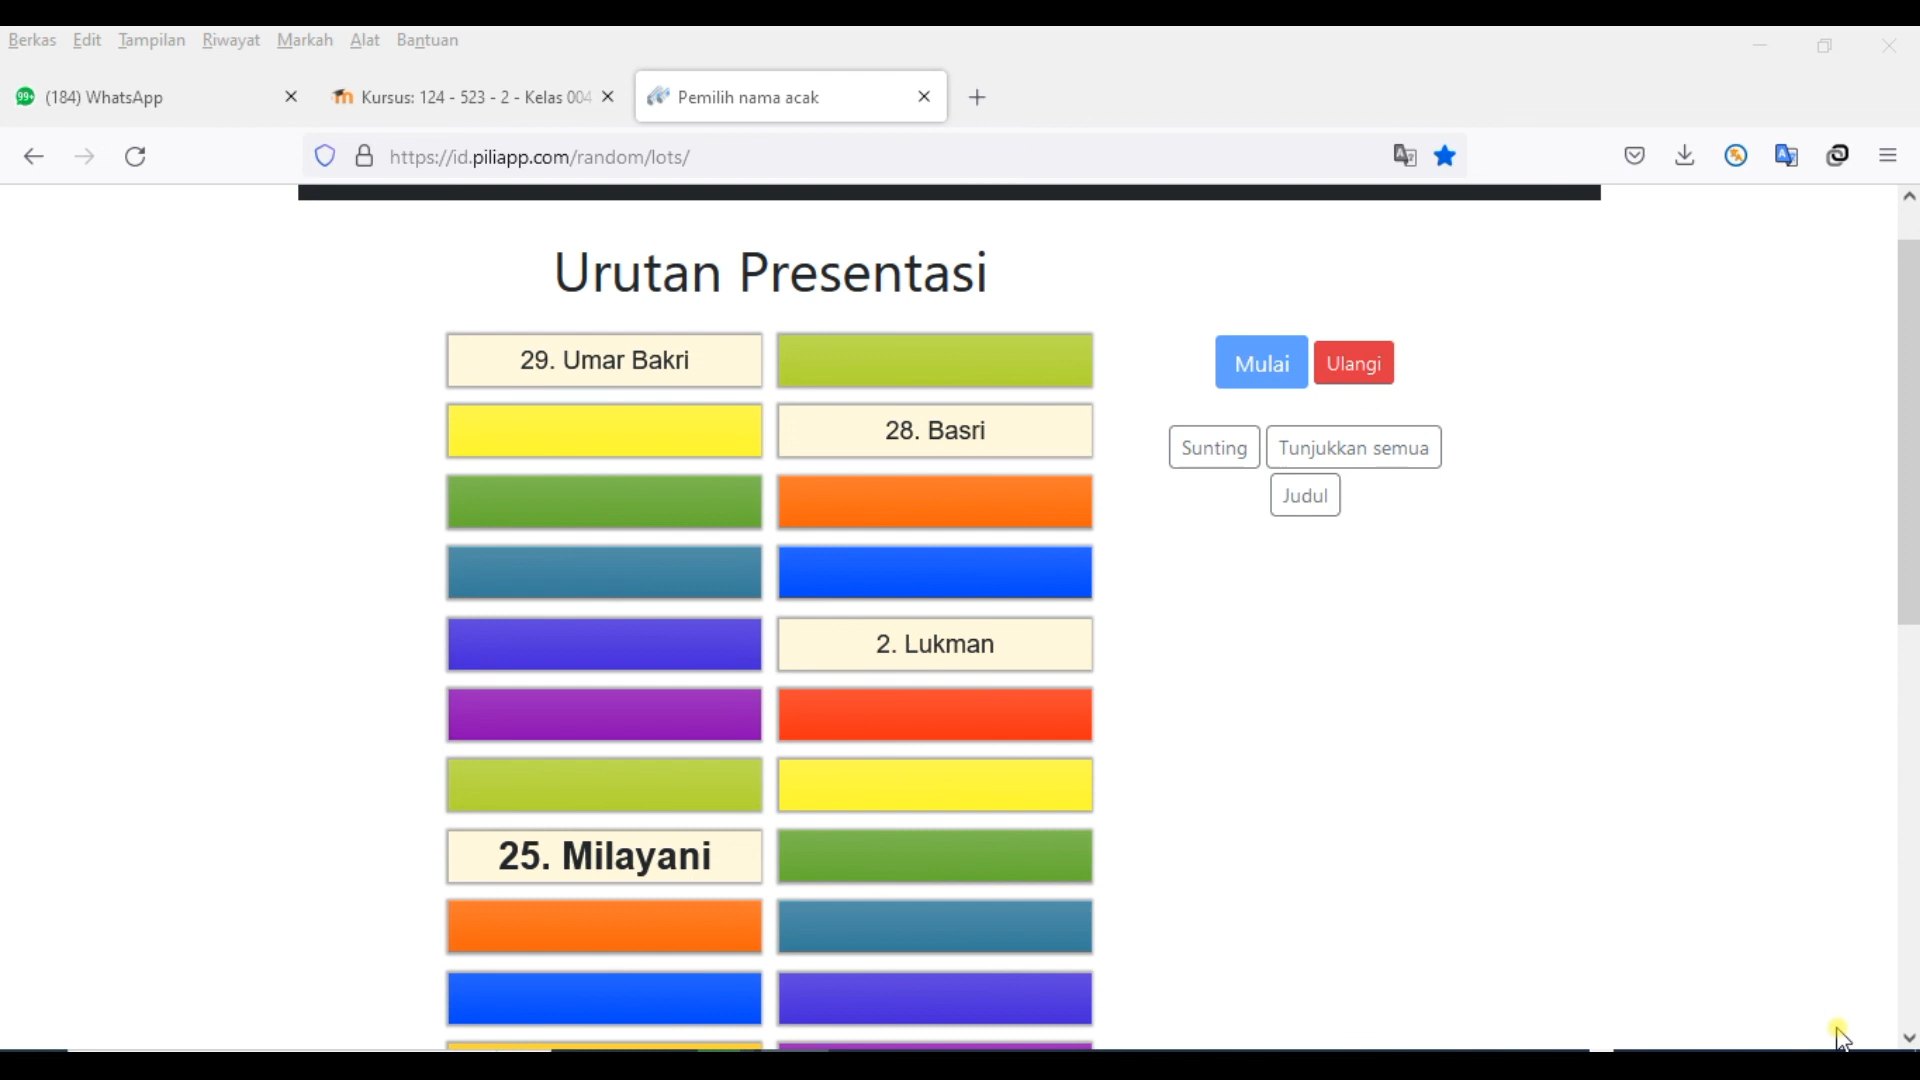 Berkas Edit Tampilan Riwayat Markah Alat Bantuan
99+ (184) WhatsApp
Kursus: 124 - 523 - 2 - Kelas 004
Pemilih nama acak
https://id.piliapp.com/random/lots/
Urutan Presentasi
29. Umar Bakri
Mulai Ulangi
28. Basri
Sunting Tunjukkan semua
Judul
2. Lukman
25. Milayani